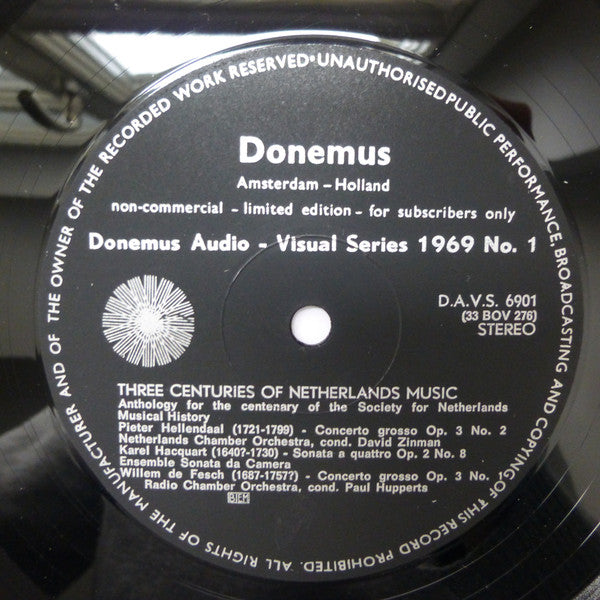 ALL RIGHTS OF THE MANUFACTURER AND OF THE OWNER OF THE RECORDED WORK RESERVED·UNAUTHORISED PUBLIC PERFORMANCE, BROADCASTING AND COPYING OF THIS RECORD PROHIBITED.
Donemus
Amsterdam – Holland
non-commercial – limited edition – for subscribers only
Donemus Audio – Visual Series 1969 No. 1
D.A.V.S. 6901
(33 BOV 276)
STEREO
THREE CENTURiES OF NETHERLANDS MUSIC
Anthology for the centenary of the Society for Netherlands
Musical History
Pieter Hellendaal (1721-1799) - Concerto grosso Op. 3 No. 2
Netherlands Chamber Orchestra, cond. David Zinman
Karel Hacquart (1640?-1730) - Sonata a quattro Op. 2 No. 8
Ensemble Sonata da Camera
Willem de Fesch (1687-1757?) - Concerto grosso Op. 3 No. 1
Radio Chamber Orchestra, cond. Paul Hupperts
BIEM